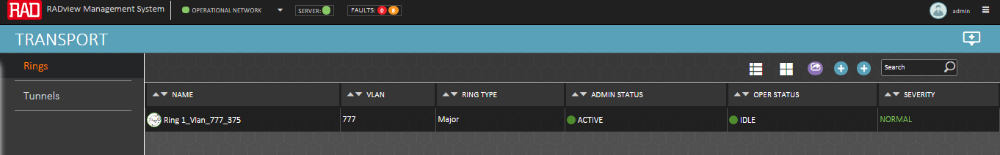 RAD RADview Management System OPERATIONAL NETWORK SERVER: FAULTS: 0 8 admin
TRANSPORT
Rings
Tunnels
Search
NAME VLAN RING TYPE ADMIN STATUS OPER STATUS SEVERITY
Ring 1_Vlan_777_375 777 Major ACTIVE IDLE NORMAL